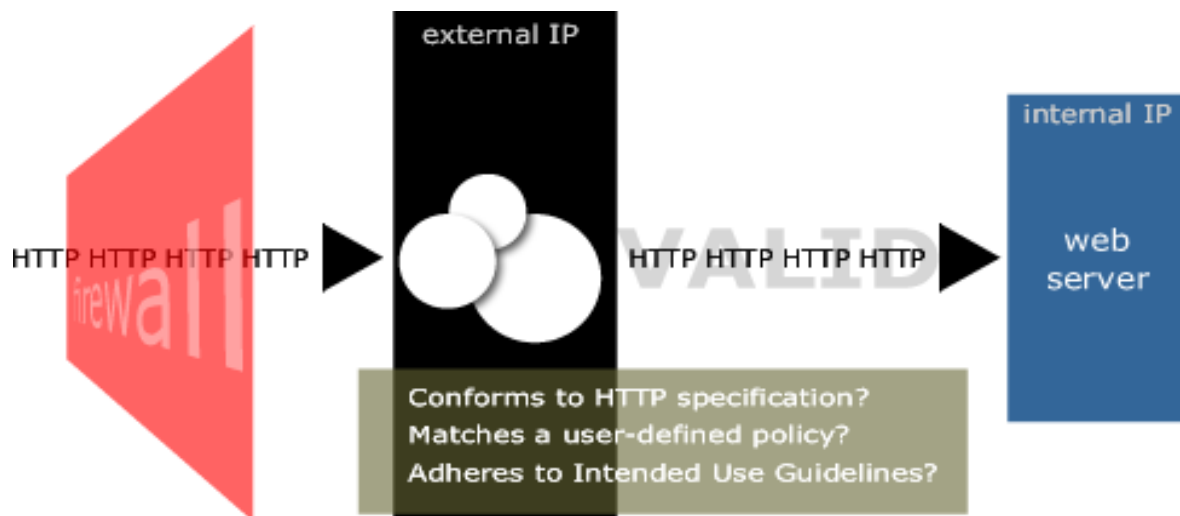 external IP
internal IP
HTTP HTTP HTTP HTTP
firewall
VALID
HTTP HTTP HTTP HTTP
web
server
Conforms to HTTP specification?
Matches a user-defined policy?
Adheres to Intended Use Guidelines?